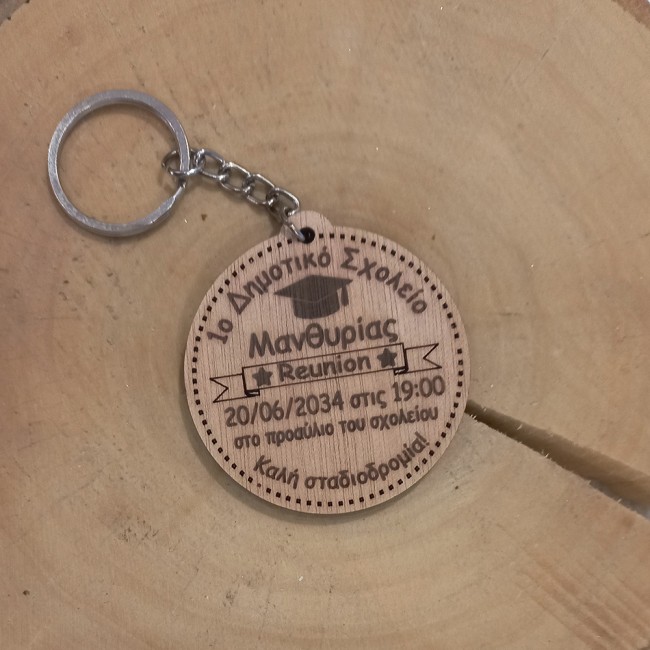 1ο Δημοτικό Σχολείο
Μανθυρίας
Reunion
20/06/2034 στις 19:00
στο προαύλιο του σχολείου
Καλή σταδιοδρομία!